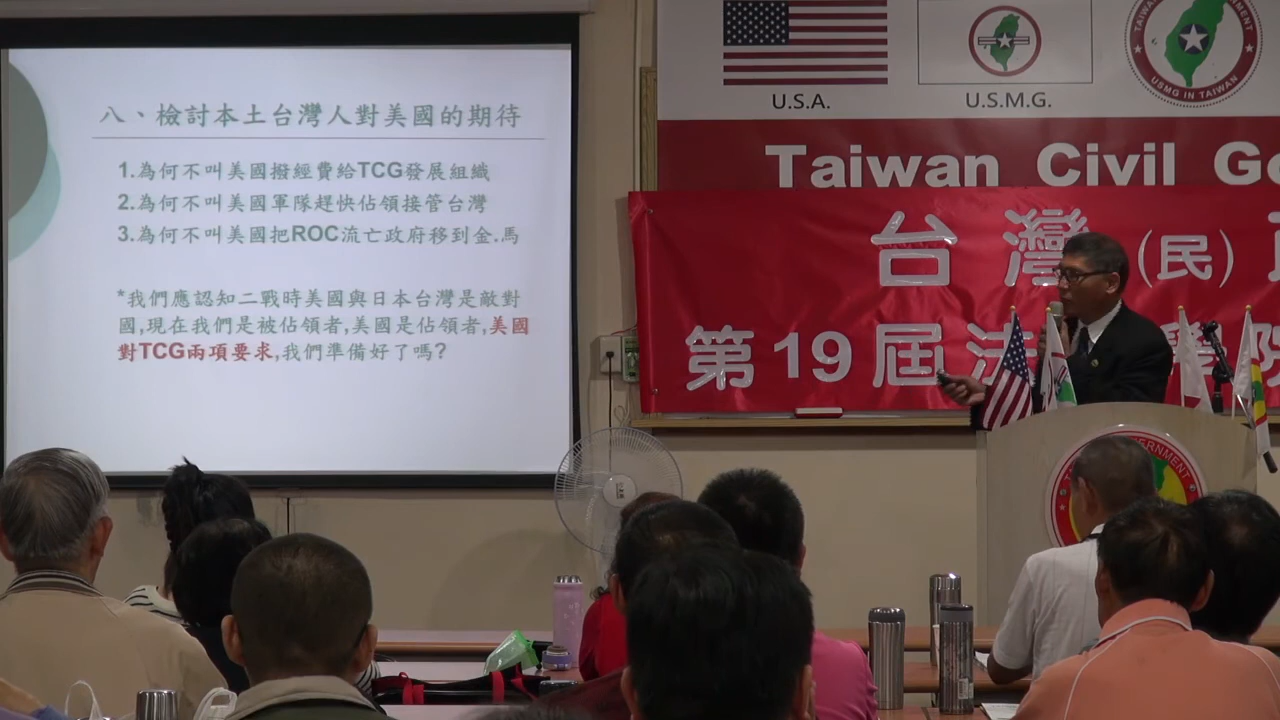 八、檢討本土台灣人對美國的期待
1.為何不叫美國撥經費給TCG發展組織
2.為何不叫美國軍隊趕快佔領接管台灣
3.為何不叫美國把ROC流亡政府移到金.馬
*我們應認知二戰時美國與日本台灣是敵對
國,現在我們是被佔領者,美國是佔領者,美國
對TCG兩項要求,我們準備好了嗎?
U.S.A.
U.S.M.G.
USMG IN TAIWAN
Taiwan Civil Go
台灣(民)
第19屆法學院